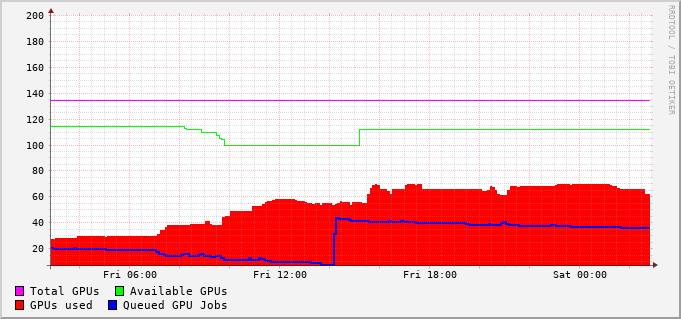 200
180
160
140
120
100
80
60
40
20
Fri 06:00 Fri 12:00 Fri 18:00 Sat 00:00
Total GPUs Available GPUs
GPUs used Queued GPU Jobs
RRDTOOL / TOBI OETIKER